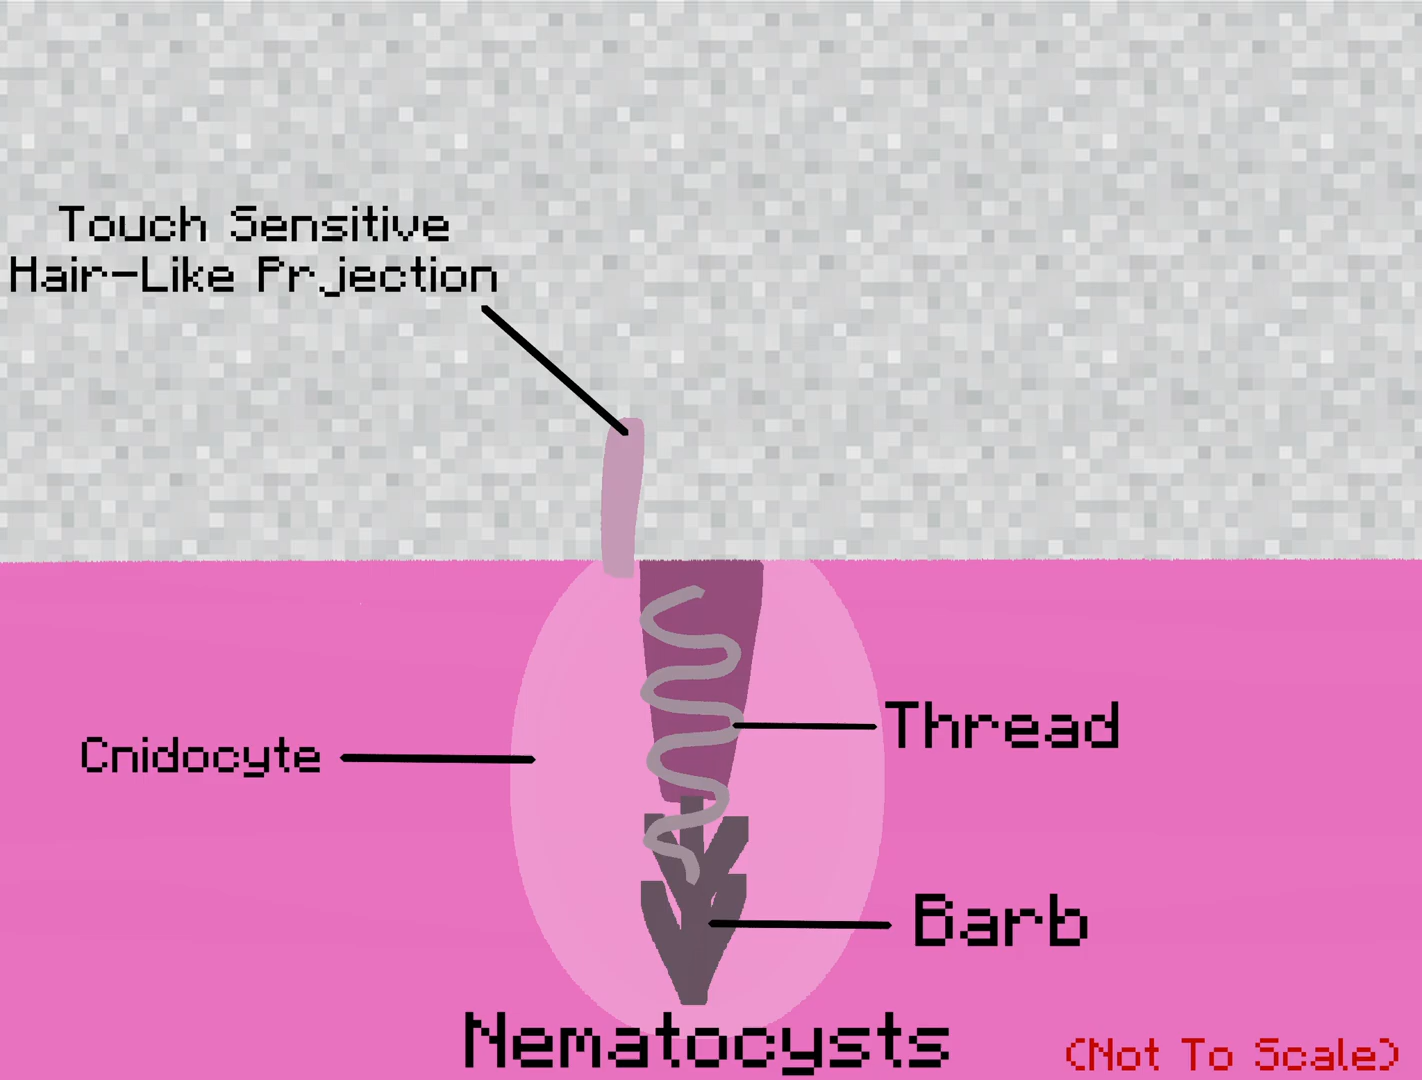 Touch Sensitive
Hair-Like Prjection
Cnidocyte
Thread
Barb
Nematocysts
(Not To Scale)